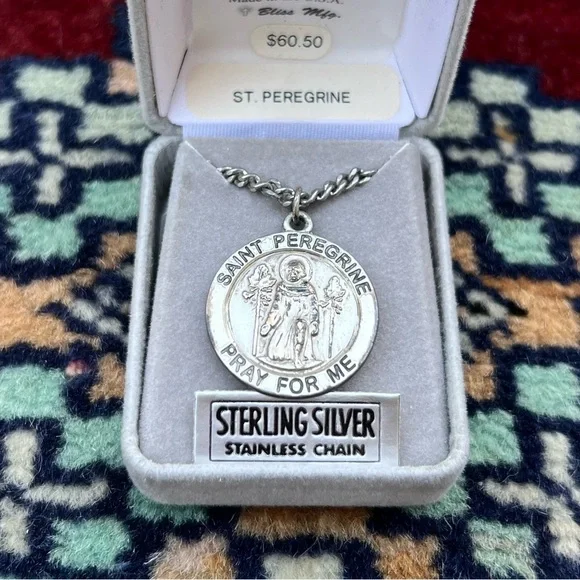 Bliss Mfg.
$60.50
ST. PEREGRINE
SAINT PEREGRINE
PRAY FOR ME
STERLING SILVER
STAINLESS CHAIN